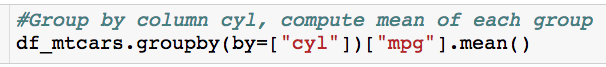 #Group by column cyl, compute mean of each group
df_mtcars.groupby(by=["cyl"])["mpg"].mean()